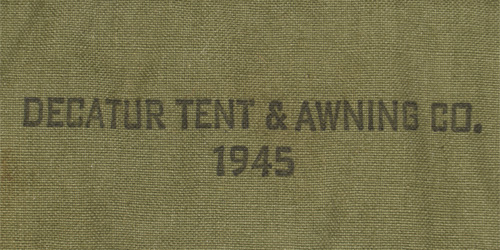 DECATUR TENT & AWNING CO.
1945